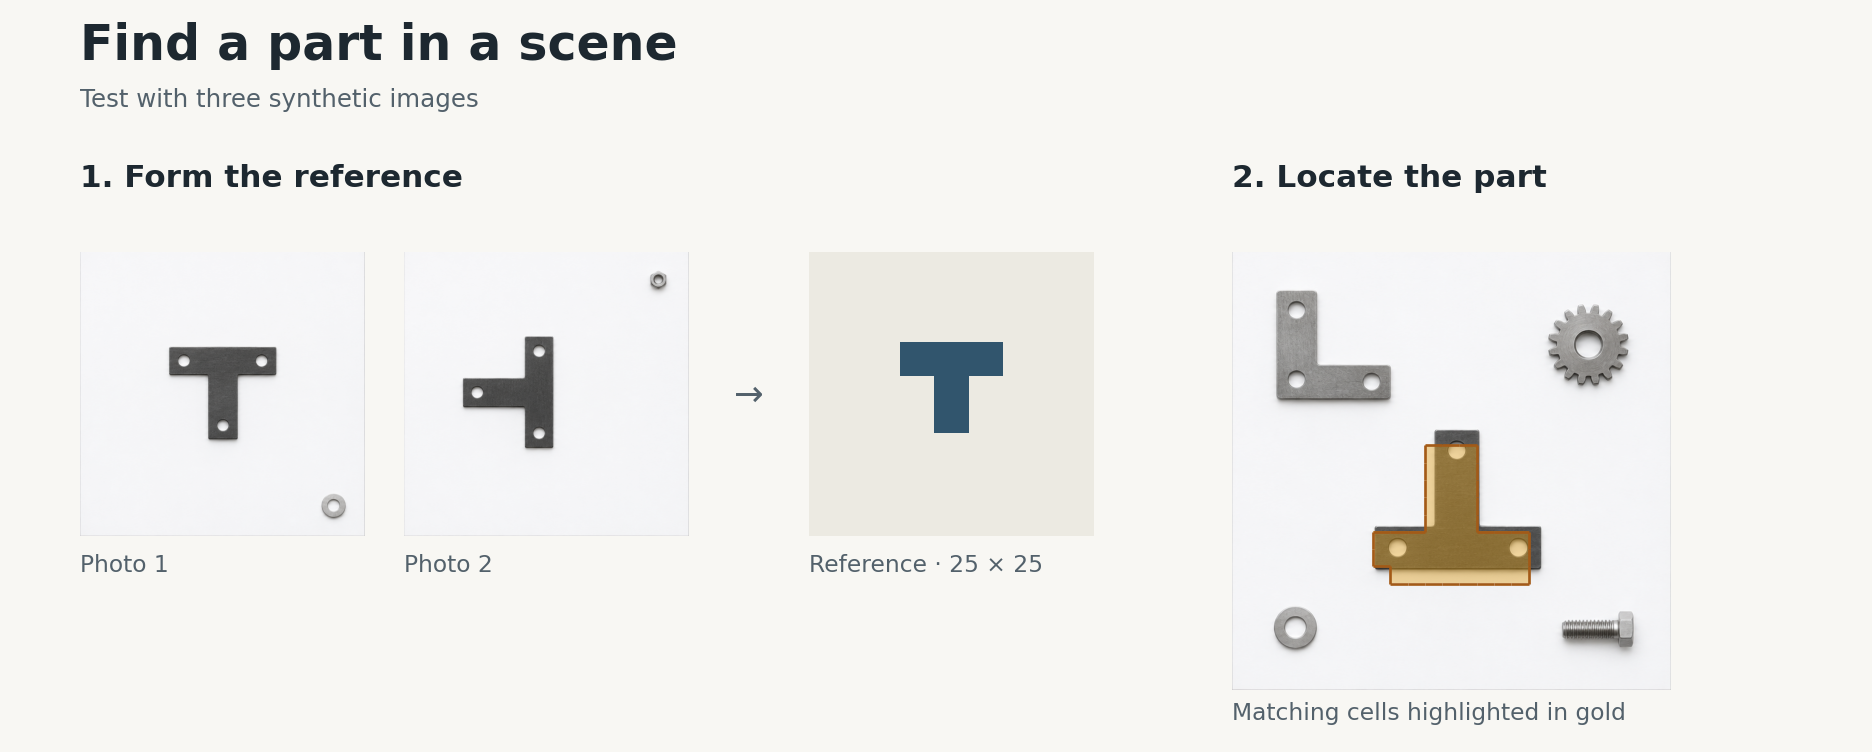 Find a part in a scene
Test with three synthetic images
1. Form the reference
2. Locate the part
→
Photo 1
Photo 2
Reference · 25 × 25
Matching cells highlighted in gold